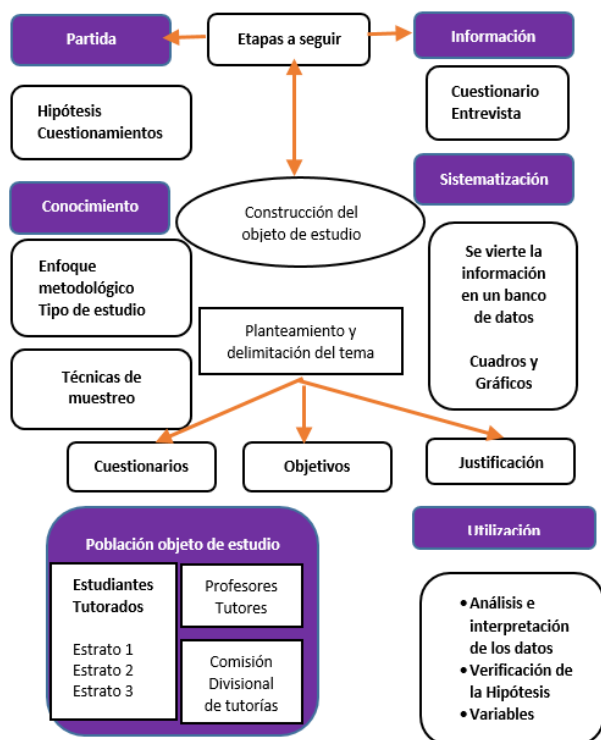 Partida
Etapas a seguir
Información
Hipótesis
Cuestionamientos
Cuestionario
Entrevista
Conocimiento
Construcción del
objeto de estudio
Sistematización
Enfoque
metodológico
Tipo de estudio
Se vierte la
información
en un banco
de datos
Cuadros y
Gráficos
Planteamiento y
delimitación del tema
Técnicas de
muestreo
Cuestionarios
Objetivos
Justificación
Población objeto de estudio
Estudiantes
Tutorados
Estrato 1
Estrato 2
Estrato 3
Profesores
Tutores
Comisión
Divisional
de tutorías
Utilización
• Análisis e
interpretación
de los datos
• Verificación de
la Hipótesis
• Variables